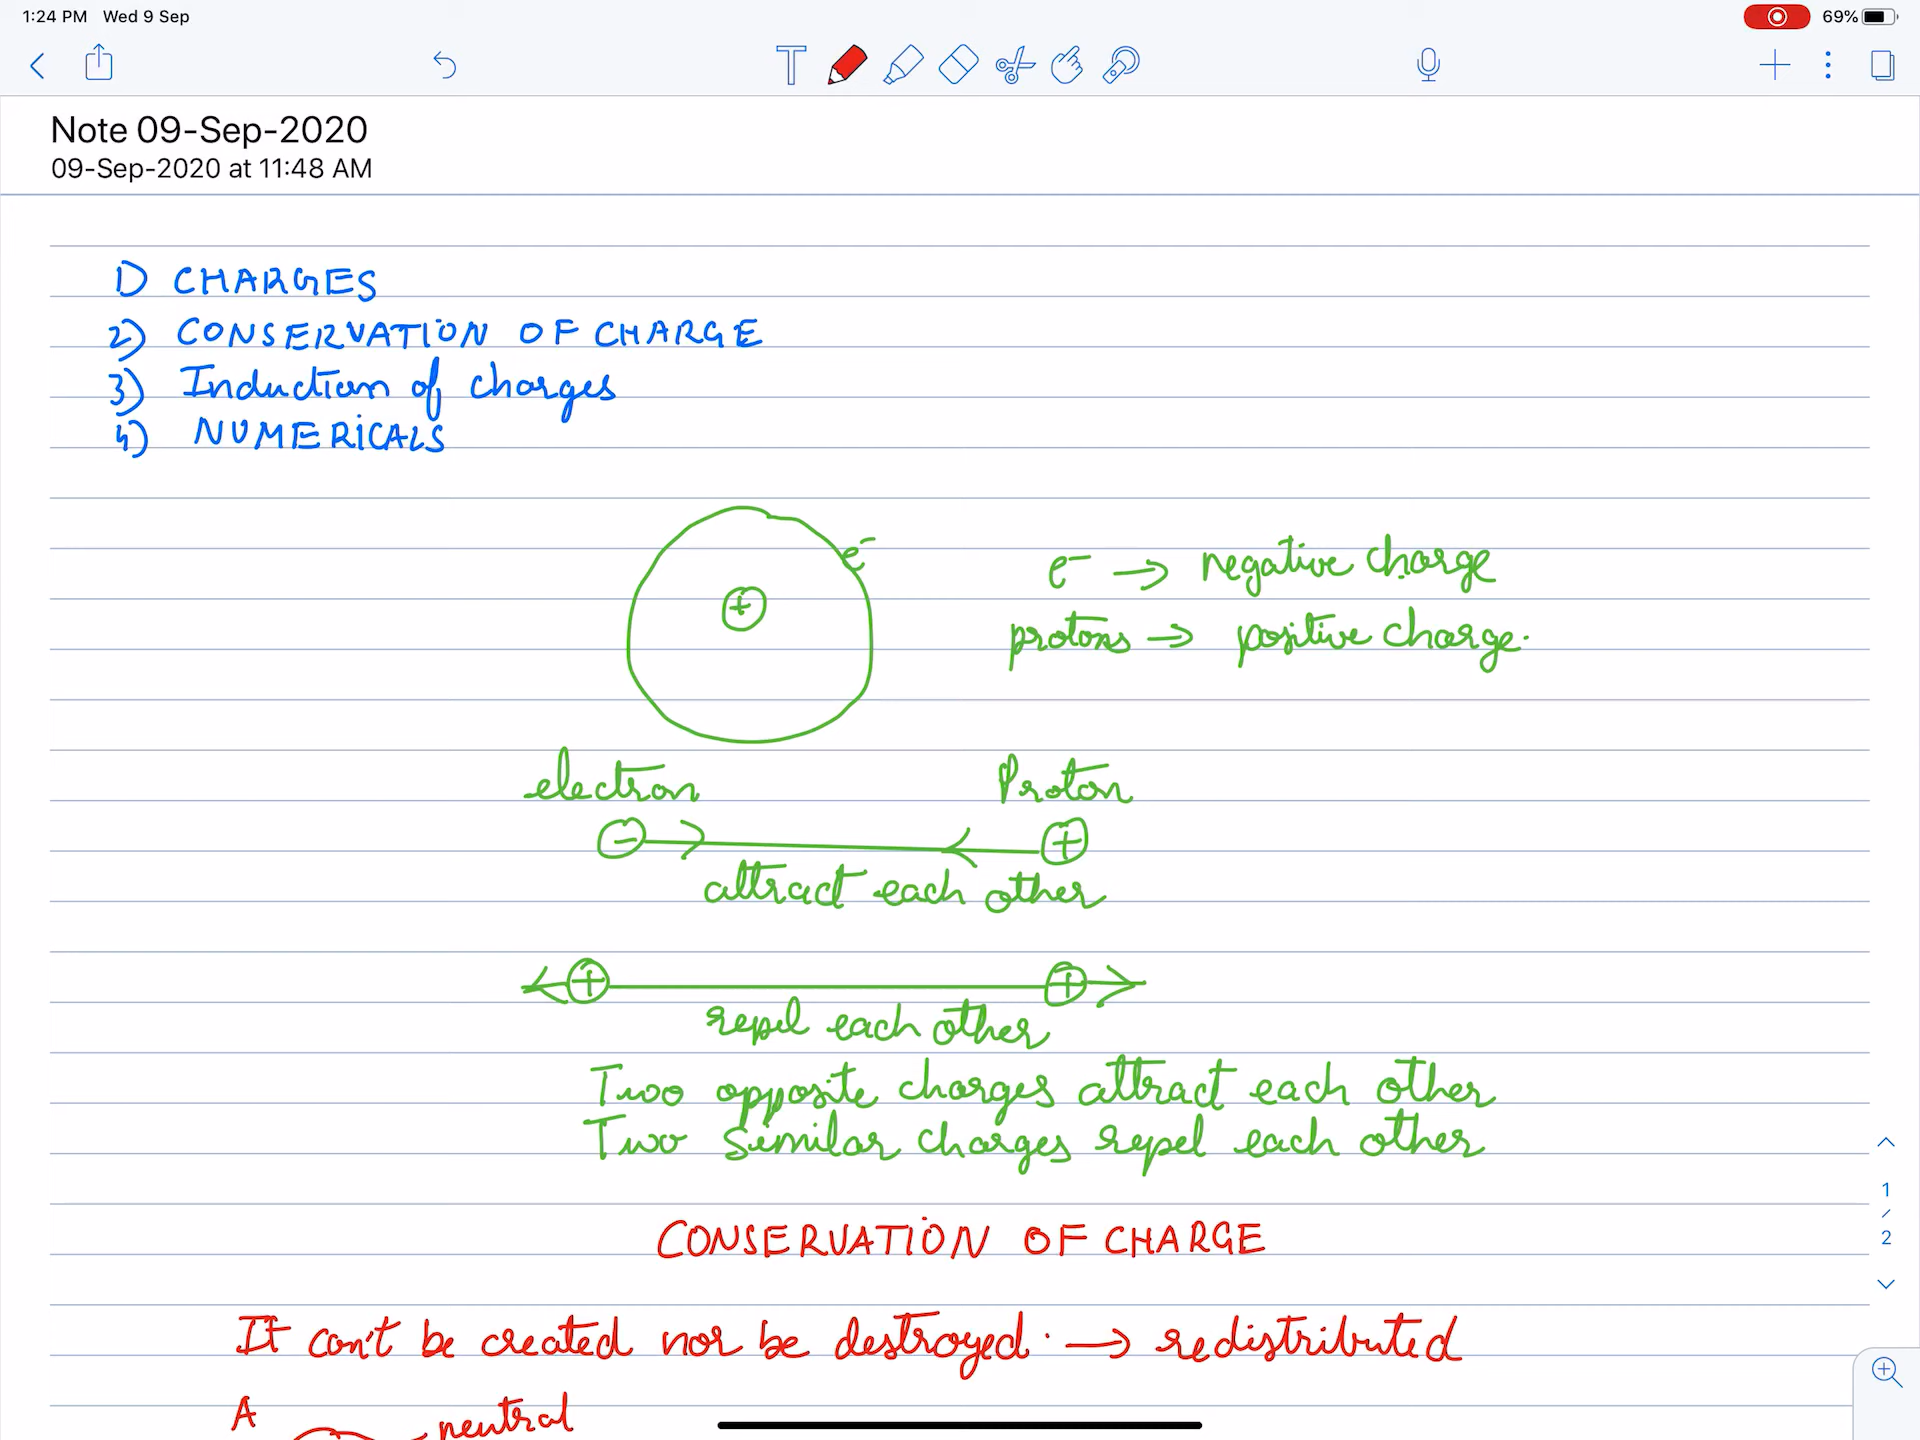 1:24 PM Wed 9 Sep
69%
Note 09-Sep-2020
09-Sep-2020 at 11:48 AM
1) CHARGES
2) CONSERVATION OF CHARGE
3) Induction of charges
4) NUMERICALS
e-
+
e- → negative charge
protons → positive charge.
electron Proton
- +
attract each other
+ +
repel each other
Two opposite charges attract each other
Two similar charges repel each other
1
/
2
CONSERVATION OF CHARGE
It can't be created nor be destroyed. → redistributed
A
neutral